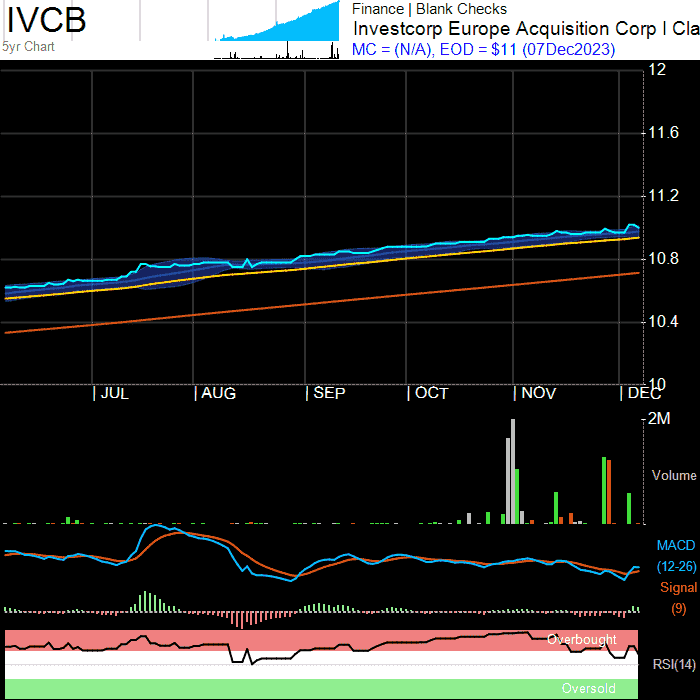 IVCB
5yr Chart
Finance | Blank Checks
Investcorp Europe Acquisition Corp I Cla
MC = (N/A), EOD = $11 (07Dec2023)
12
11.6
11.2
10.8
10.4
10
JUL AUG SEP OCT NOV DEC
2M
Volume
MACD
(12-26)
Signal
(9)
Overbought
RSI(14)
Oversold